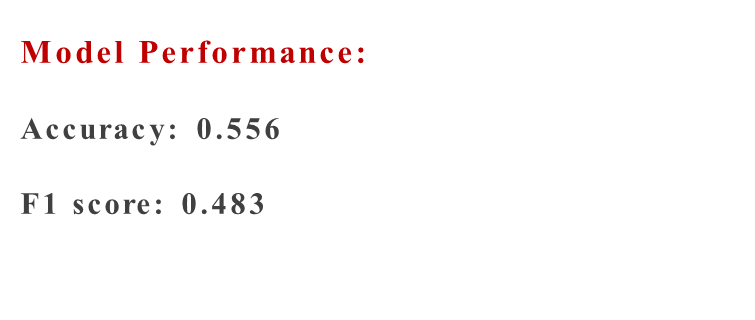 Model Performance:
Accuracy: 0.556
F1 score: 0.483